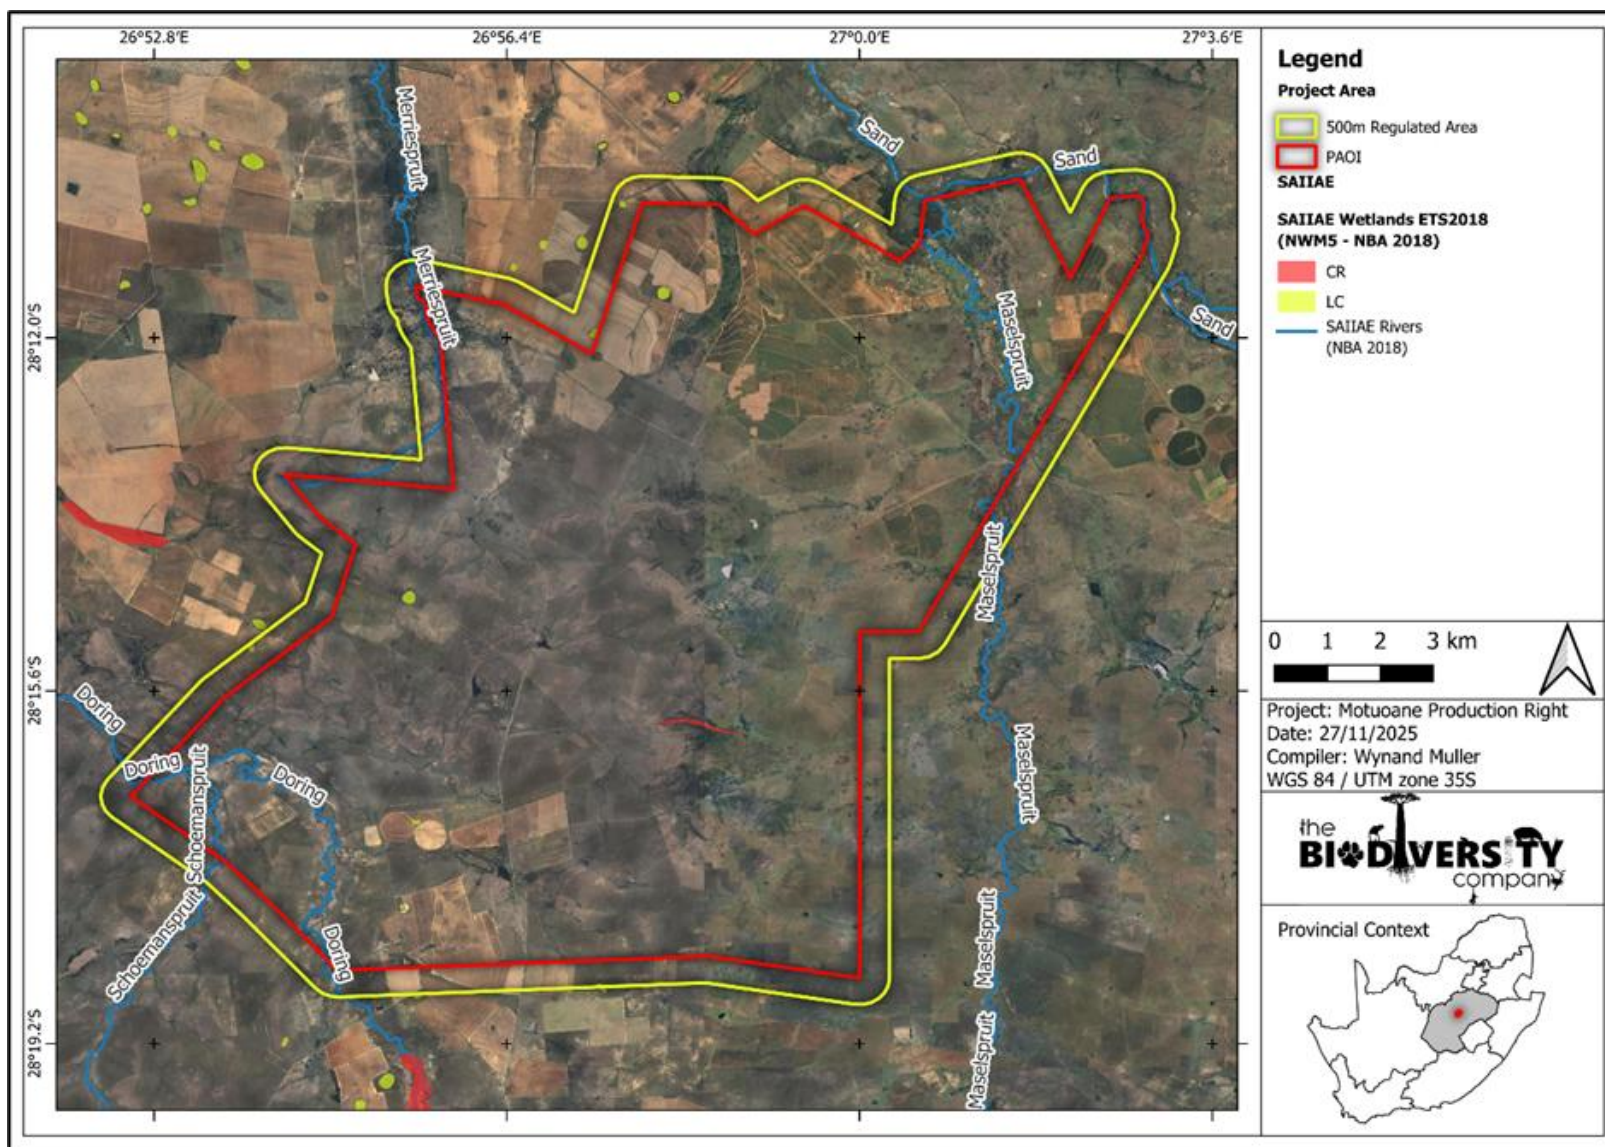 26°52.8'E
26°56.4'E
27°0.0'E
27°3.6'E
28°12.0'S
28°15.6'S
28°19.2'S
Merriespruit
Merriespruit
Sand
Sand
Sand
Maselspruit
Maselspruit
Maselspruit
Maselspruit
Maselspruit
Doring
Doring
Doring
Doring
Schoemanspruit
Schoemanspruit
Legend
Project Area
500m Regulated Area
PAOI
SAIIAE
SAIIAE Wetlands ETS2018
(NWM5 - NBA 2018)
CR
LC
SAIIAE Rivers
(NBA 2018)
0 1 2 3 km
Project: Motuoane Production Right
Date: 27/11/2025
Compiler: Wynand Muller
WGS 84 / UTM zone 35S
the
BIODIVERSITY
company
Provincial Context